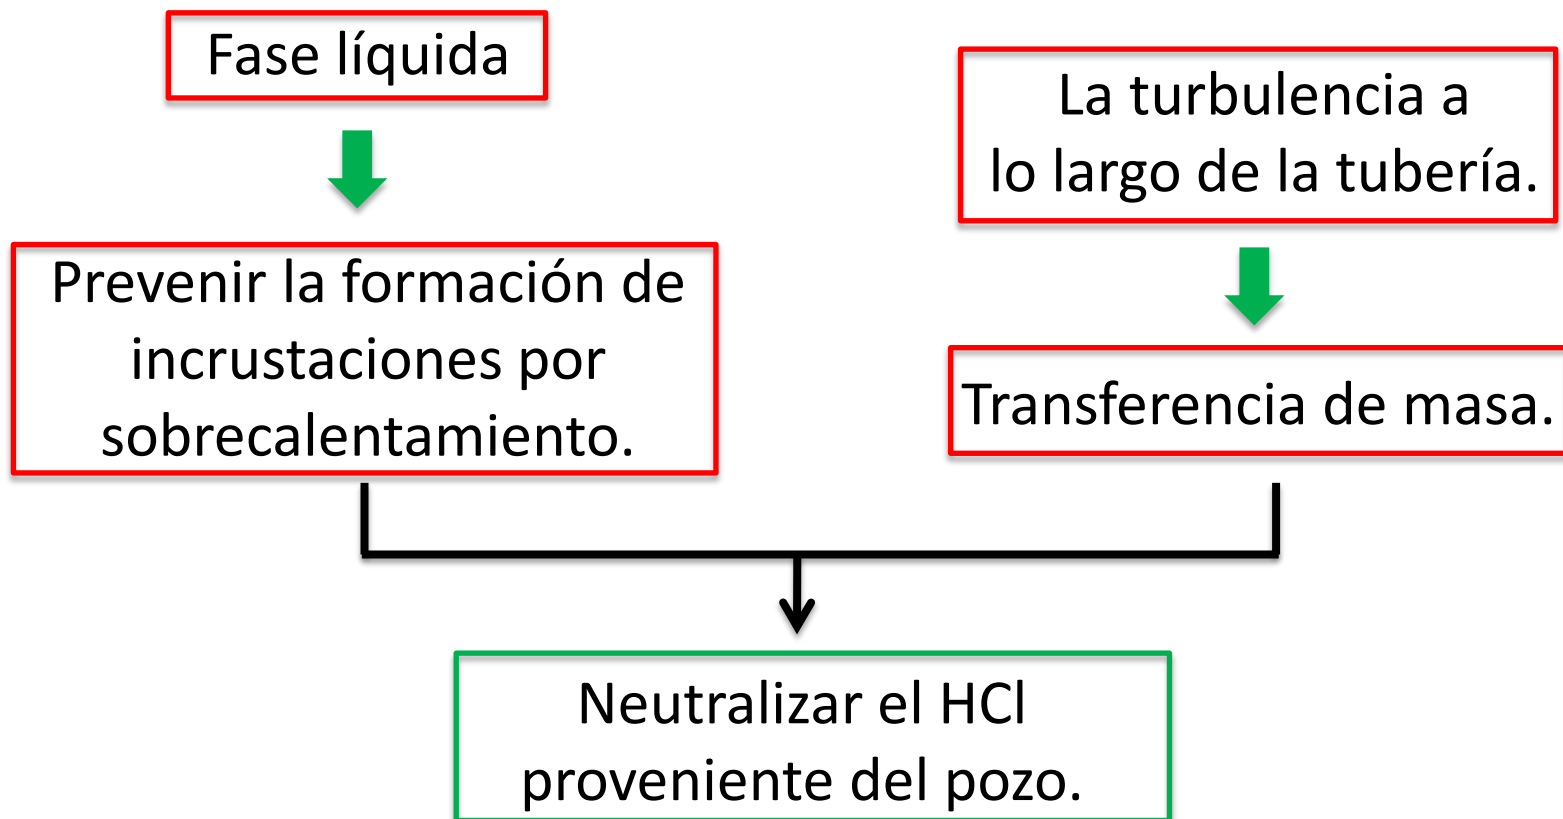 Fase líquida
La turbulencia a
lo largo de la tubería.
Prevenir la formación de
incrustaciones por
sobrecalentamiento.
Transferencia de masa.
Neutralizar el HCl
proveniente del pozo.